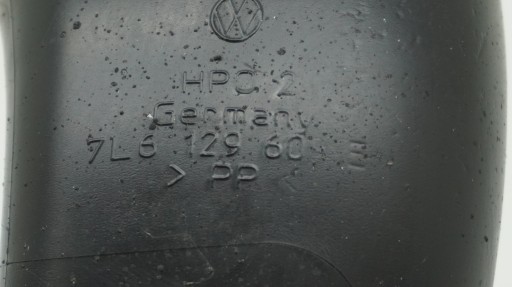 HPC 2
Germany
7L6 129 60
> PP <